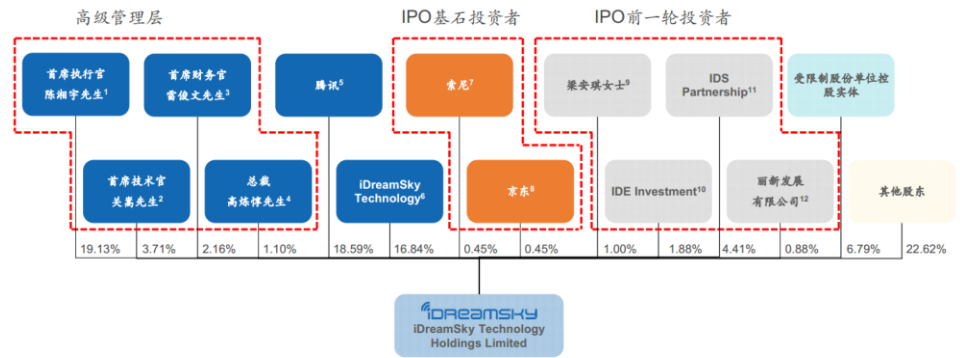 高级管理层
IPO基石投资者
IPO前一轮投资者
首席执行官
陈湘宇先生1
首席财务官
雷俊文先生3
腾讯5
索尼7
梁安琪女士9
IDS
Partnership11
受限制股份单位控
股实体
首席技术官
关嵩先生2
总裁
高炼惇先生4
iDreamSky
Technology6
京东8
IDE Investment10
丽新发展
有限公司12
其他股东
19.13% 3.71% 2.16% 1.10% 18.59% 16.84% 0.45% 0.45% 1.00% 1.88% 4.41% 0.88% 6.79% 22.62%
iDREAMSKY
iDreamSky Technology
Holdings Limited